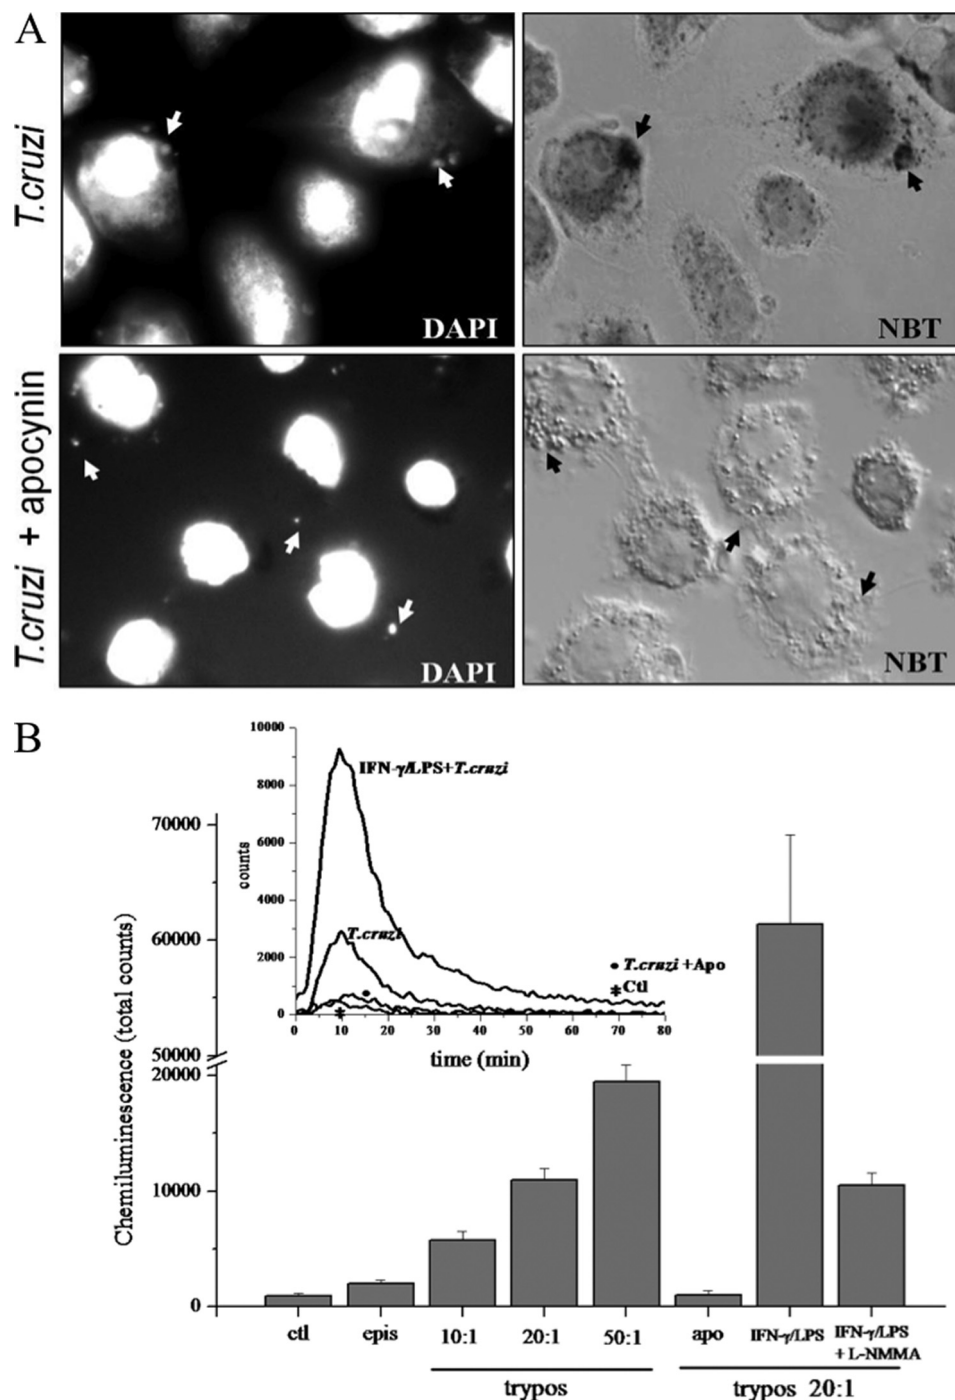 A
T.cruzi
DAPI
NBT
T.cruzi + apocynin
DAPI
NBT
B
Chemiluminescence (total counts)
70000
60000
50000
20000
10000
0
counts
10000
8000
6000
4000
2000
0
IFN-γ/LPS+T.cruzi
T.cruzi
• T.cruzi +Apo
‡ Ctl
0 10 20 30 40 50 60 70 80
time (min)
ctl epis 10:1 20:1 50:1 apo IFN-γ/LPS IFN-γ/LPS
+ L-NMMA
trypos trypos 20:1